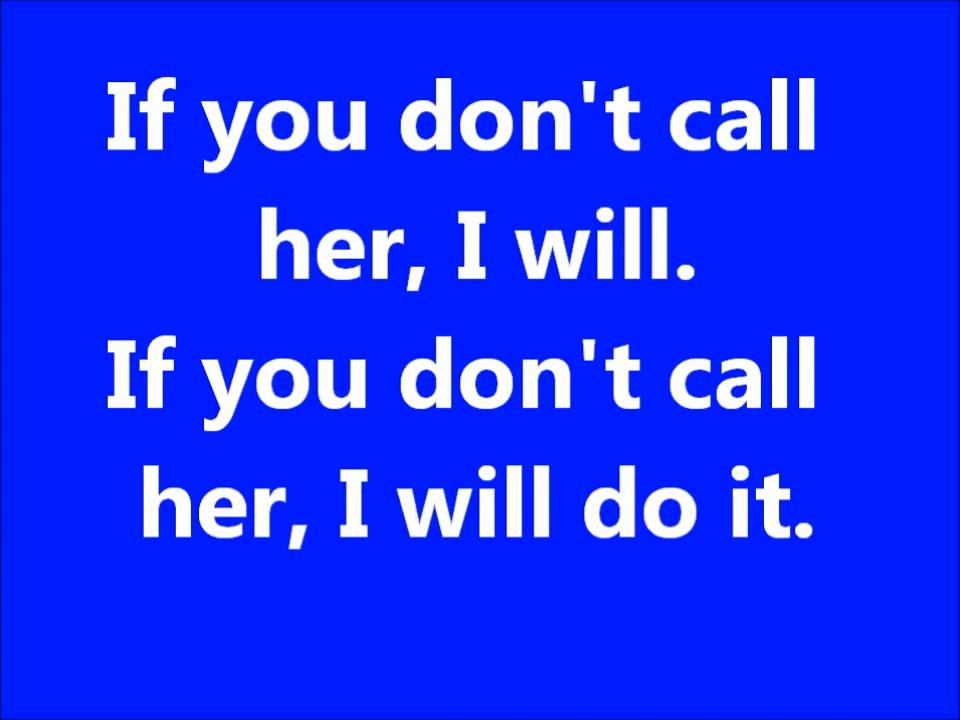 If you don't call
her, I will.
If you don't call
her, I will do it.